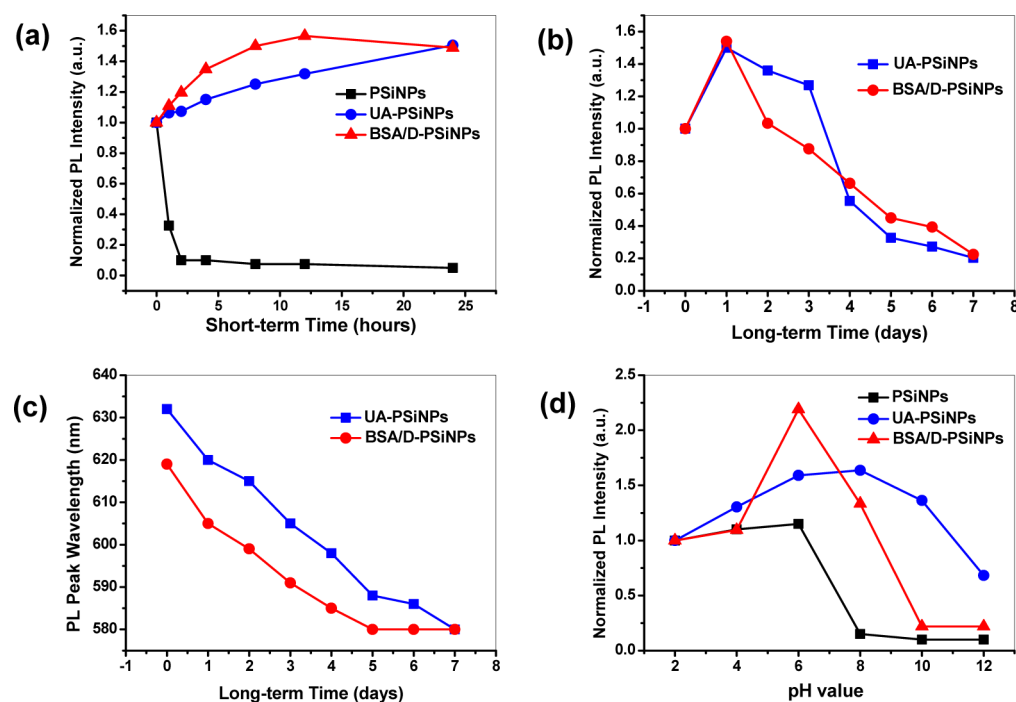 (a)
Normalized PL Intensity (a.u.)
1.6
1.4
1.2
1.0
0.8
0.6
0.4
0.2
0.0
PSiNPs
UA-PSiNPs
BSA/D-PSiNPs
0 5 10 15 20 25
Short-term Time (hours)
(b)
Normalized PL Intensity (a.u.)
1.6
1.4
1.2
1.0
0.8
0.6
0.4
0.2
0.0
UA-PSiNPs
BSA/D-PSiNPs
-1 0 1 2 3 4 5 6 7 8
Long-term Time (days)
(c)
PL Peak Wavelength (nm)
640
630
620
610
600
590
580
UA-PSiNPs
BSA/D-PSiNPs
-1 0 1 2 3 4 5 6 7 8
Long-term Time (days)
(d)
Normalized PL Intensity (a.u.)
2.5
2.0
1.5
1.0
0.5
0.0
PSiNPs
UA-PSiNPs
BSA/D-PSiNPs
2 4 6 8 10 12
pH value